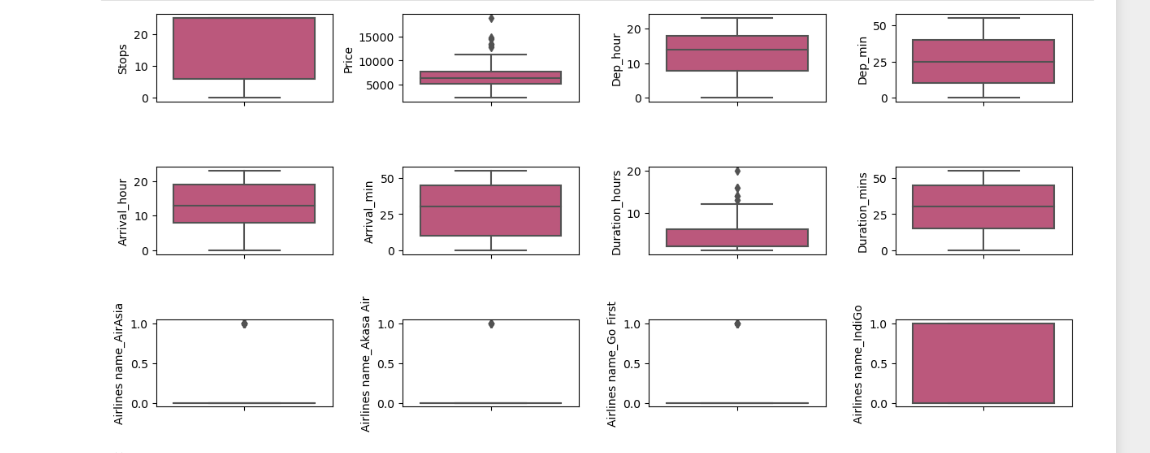 Stops
20
10
0
Price
15000
10000
5000
Dep_hour
20
10
0
Dep_min
50
25
0
Arrival_hour
20
10
0
Arrival_min
50
25
0
Duration_hours
20
10
Duration_mins
50
25
0
Airlines name_AirAsia
1.0
0.5
0.0
Airlines name_Akasa Air
1.0
0.5
0.0
Airlines name_Go First
1.0
0.5
0.0
Airlines name_IndiGo
1.0
0.5
0.0